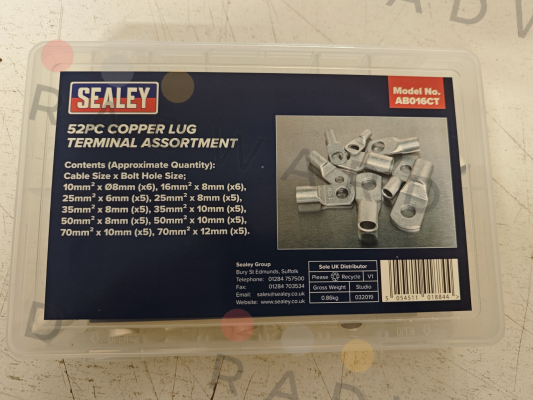 SEALEY
Model No.
AB016CT
52PC COPPER LUG
TERMINAL ASSORTMENT
Contents (Approximate Quantity):
Cable Size x Bolt Hole Size;
10mm² x Ø8mm (x6), 16mm² x 8mm (x6),
25mm² x 6mm (x5), 25mm² x 8mm (x5),
35mm² x 8mm (x5), 35mm² x 10mm (x5),
50mm² x 8mm (x5), 50mm² x 10mm (x5),
70mm² x 10mm (x5), 70mm² x 12mm (x5).
Sealey Group
Bury St Edmunds, Suffolk
Telephone: 01284 757500
Fax: 01284 703534
Email: sales@sealey.co.uk
Website: www.sealey.co.uk
Sole UK Distributor
Please Recycle V1
Gross Weight Studio
0.86kg 032019
5 054511 018844 >
RADWARD
RADW